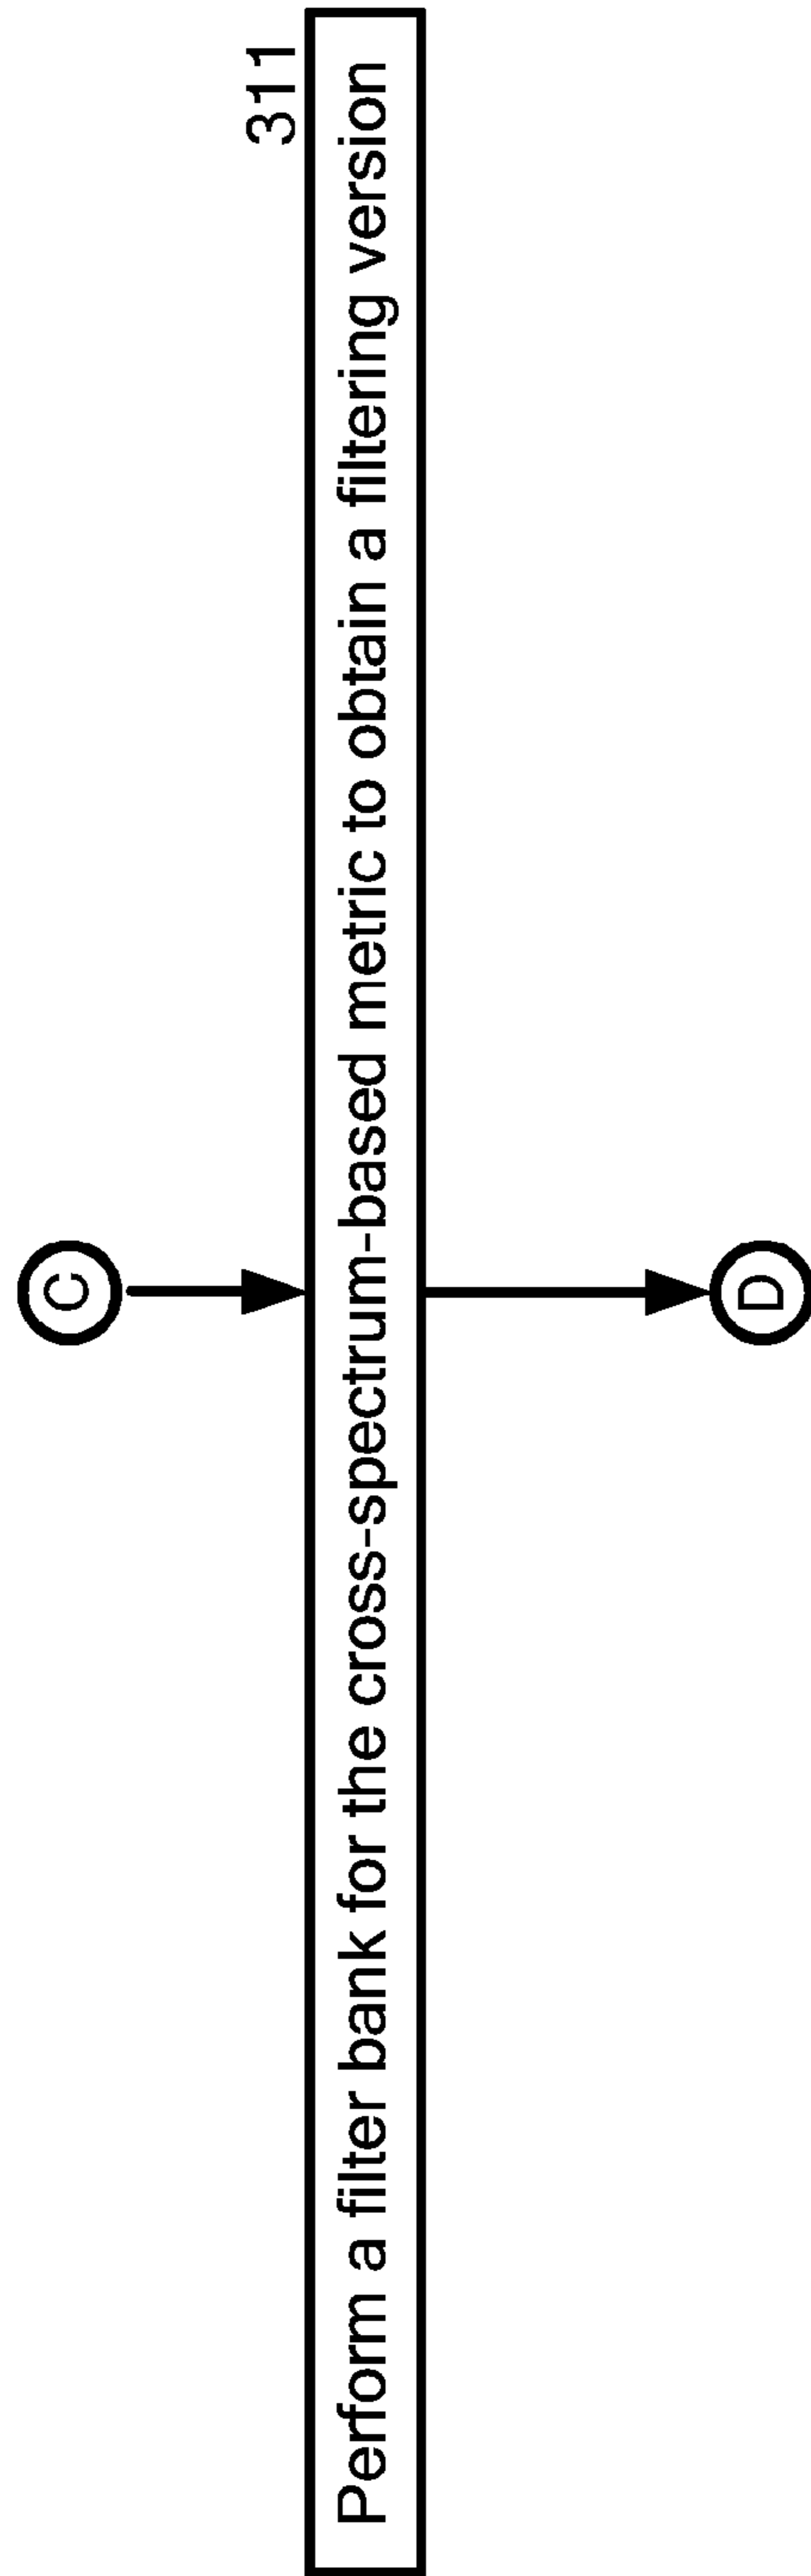 C
311
Perform a filter bank for the cross-spectrum-based metric to obtain a filtering version
D